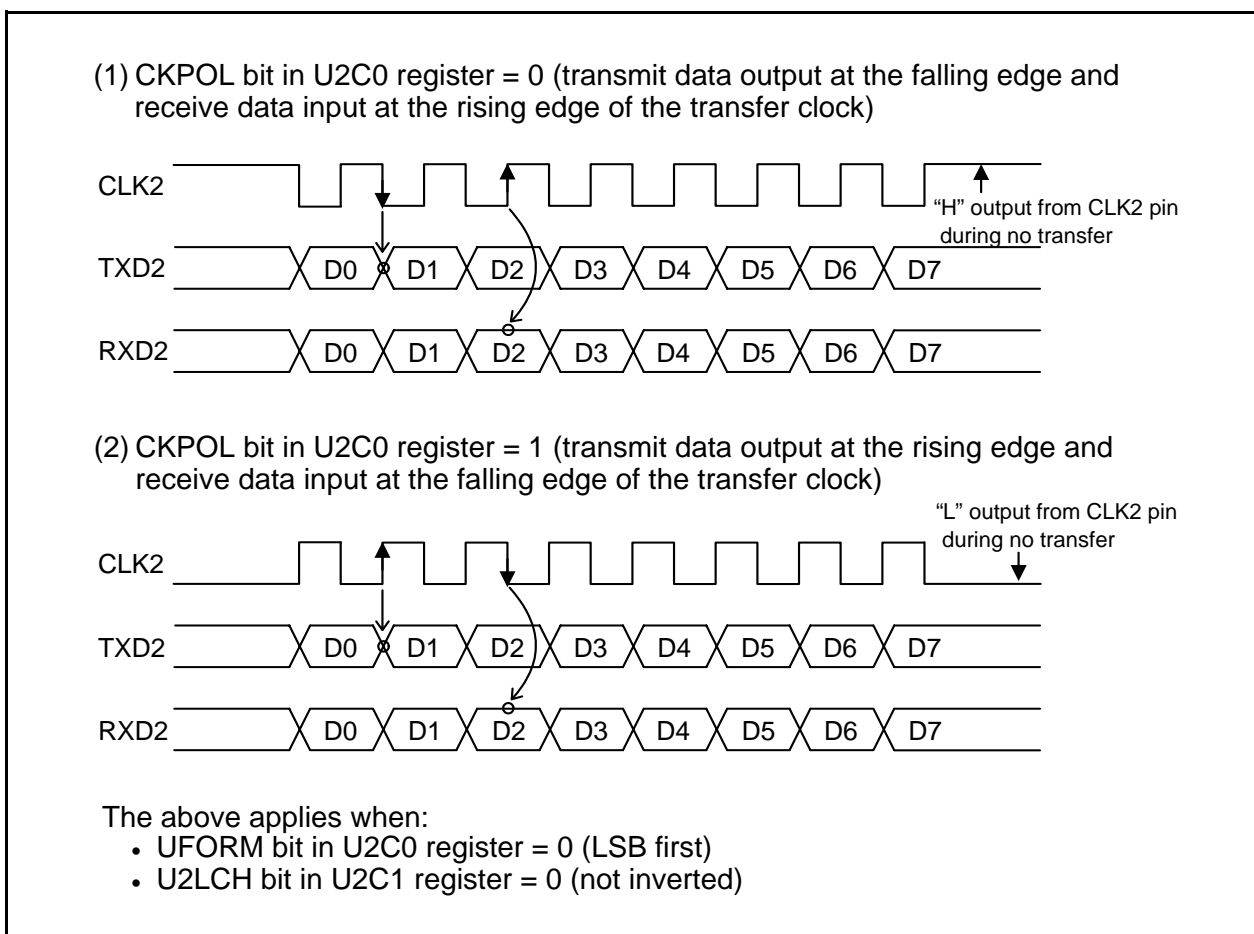 (1) CKPOL bit in U2C0 register = 0 (transmit data output at the falling edge and
receive data input at the rising edge of the transfer clock)
CLK2
“H” output from CLK2 pin
during no transfer
TXD2 D0 D1 D2 D3 D4 D5 D6 D7
RXD2 D0 D1 D2 D3 D4 D5 D6 D7
(2) CKPOL bit in U2C0 register = 1 (transmit data output at the rising edge and
receive data input at the falling edge of the transfer clock)
“L” output from CLK2 pin
during no transfer
CLK2
TXD2 D0 D1 D2 D3 D4 D5 D6 D7
RXD2 D0 D1 D2 D3 D4 D5 D6 D7
The above applies when:
• UFORM bit in U2C0 register = 0 (LSB first)
• U2LCH bit in U2C1 register = 0 (not inverted)